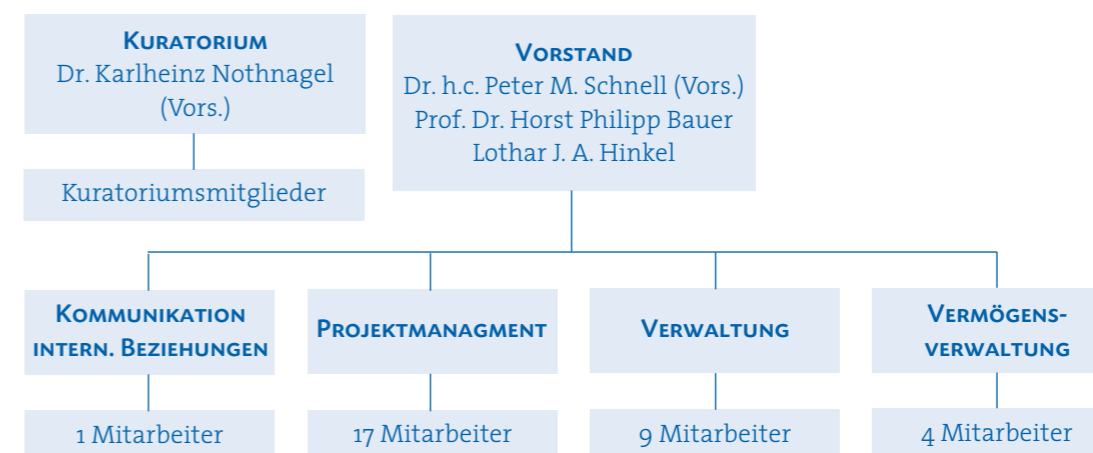 Kuratorium
Dr. Karlheinz Nothnagel
(Vors.)
Kuratoriumsmitglieder
Vorstand
Dr. h.c. Peter M. Schnell (Vors.)
Prof. Dr. Horst Philipp Bauer
Lothar J. A. Hinkel
Kommunikation
intern. Beziehungen
1 Mitarbeiter
Projektmanagment
17 Mitarbeiter
Verwaltung
9 Mitarbeiter
Vermögens-
verwaltung
4 Mitarbeiter